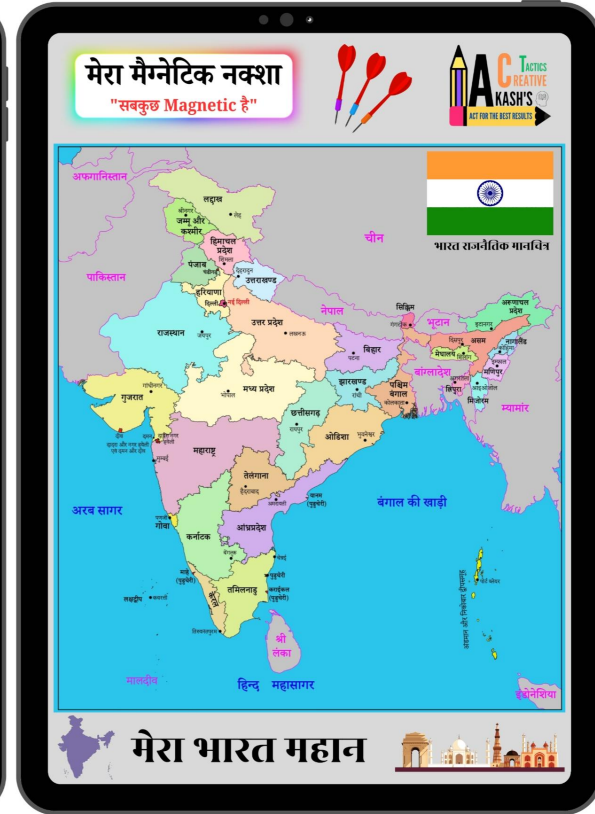 मेरा मैग्नेटिक नक्शा
"सबकुछ Magnetic है"
AC TACTICS
CREATIVE
AKASH'S
ACT FOR THE BEST RESULTS
भारत राजनैतिक मानचित्र
अफगानिस्तान
लद्दाख
लेह
श्रीनगर
जम्मू और
कश्मीर
चीन
हिमाचल
प्रदेश
शिमला
पंजाब
चंडीगढ़
देहरादून
उत्तराखण्ड
पाकिस्तान
हरियाणा
दिल्ली
नई दिल्ली
नेपाल
सिक्किम
गंगटोक
भूटान
अरुणाचल
प्रदेश
इटानगर
राजस्थान
जयपुर
उत्तर प्रदेश
लखनऊ
बिहार
पटना
दिसपुर
असम
नागालैंड
कोहिमा
मेघालय
शिलांग
इम्फाल
मणिपुर
बांग्लादेश
अगरतला
त्रिपुरा
आइजोल
मिजोरम
म्यांमार
गुजरात
गांधीनगर
मध्य प्रदेश
भोपाल
झारखण्ड
रांची
पश्चिम
बंगाल
कोलकाता
छत्तीसगढ़
रायपुर
ओडिशा
भुवनेश्वर
दीव
दमन
दादरा और नगर हवेली
एवं दमन और दीव
मुम्बई
महाराष्ट्र
तेलंगाना
हैदराबाद
अमरावती
यानम
(पुडुचेरी)
अरब सागर
बंगाल की खाड़ी
पणजी
गोवा
कर्नाटक
आंध्रप्रदेश
बेंगलुरु
चेन्नई
माहे
(पुडुचेरी)
पुडुचेरी
कराईकल
(पुडुचेरी)
तमिलनाडु
केरल
लक्षद्वीप
कवरत्ती
तिरुवनंतपुरम
श्री
लंका
पोर्ट ब्लेयर
अंडमान और निकोबार द्वीपसमूह
मालदीव
हिन्द महासागर
इंडोनेशिया
मेरा भारत महान